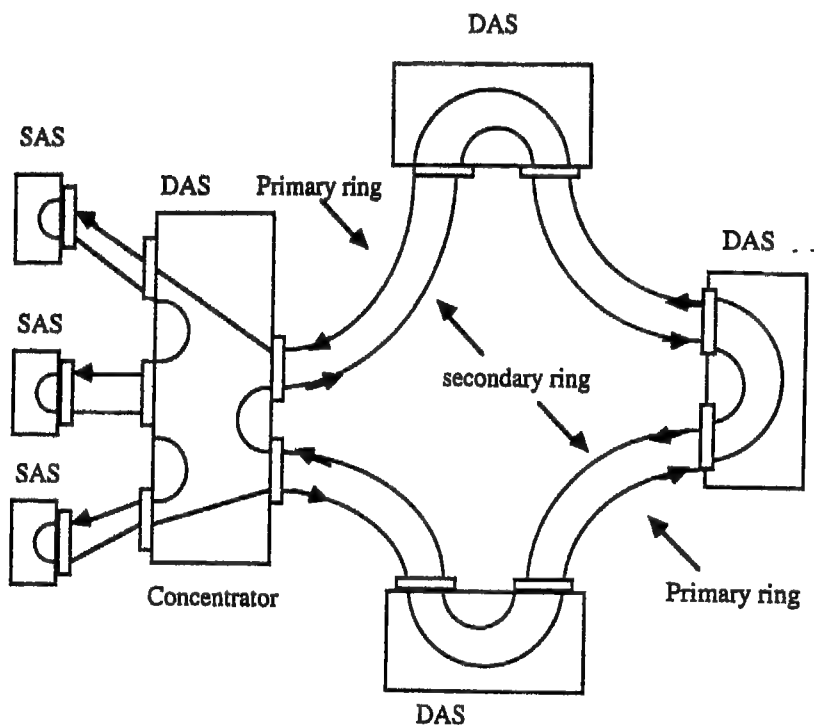 DAS
SAS
DAS
Primary ring
DAS
SAS
secondary ring
SAS
Concentrator
Primary ring
DAS